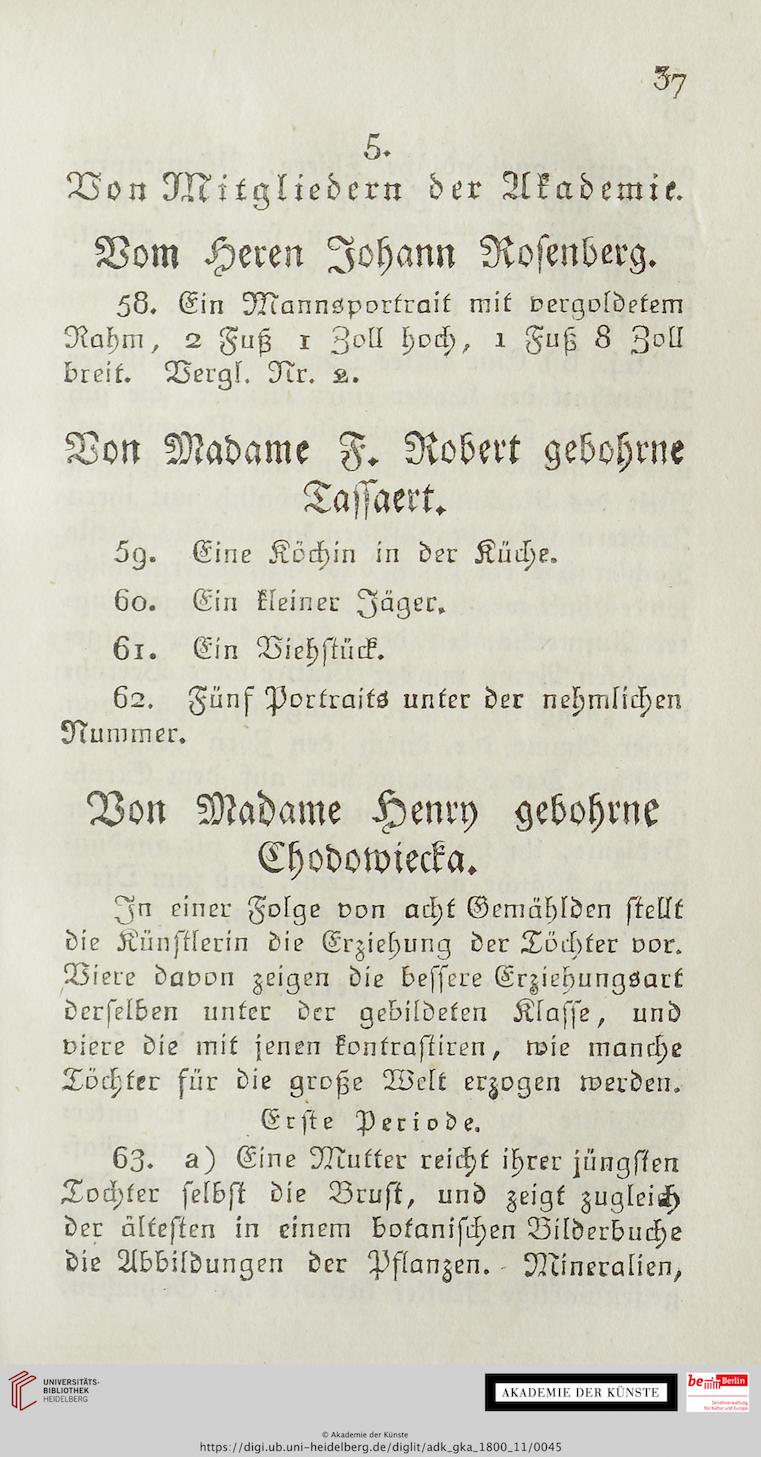 37
5.
Von Mitgliedern der Akademie.
Vom Herrn Johann Rosenberg.
58. Ein Mannsportrait mit vergoldetem
Rahm, 2 Fuß 1 Zoll hoch, 1 Fuß 8 Zoll
breit. Vergl. Nr. 2.
Von Madame F. Robert gebohrne
Tassaert.
59. Eine Köchin in der Küche.
60. Ein kleiner Jäger.
61. Ein Viehstück.
62. Fünf Portraits unter der nehmlichen
Nummer.
Von Madame Henry gebohrne
Chodowiecka.
In einer Folge von acht Gemählden stellt
die Künstlerin die Erziehung der Töchter vor.
Viere davon zeigen die bessere Erziehungsart
derselben unter der gebildeten Klasse, und
viere die mit jenen kontrastiren, wie manche
Töchter für die große Welt erzogen werden.
Erste Periode.
63. a) Eine Mutter reicht ihrer jüngsten
Tochter selbst die Brust, und zeigt zugleich
der ältesten in einem botanischen Bilderbuche
die Abbildungen der Pflanzen. - Mineralien,
UNIVERSITÄTS-
BIBLIOTHEK
HEIDELBERG
AKADEMIE DER KÜNSTE
be Berlin
Senatsverwaltung
für Kultur und Europa
© Akademie der Künste
https://digi.ub.uni-heidelberg.de/diglit/adk_gka_1800_11/0045